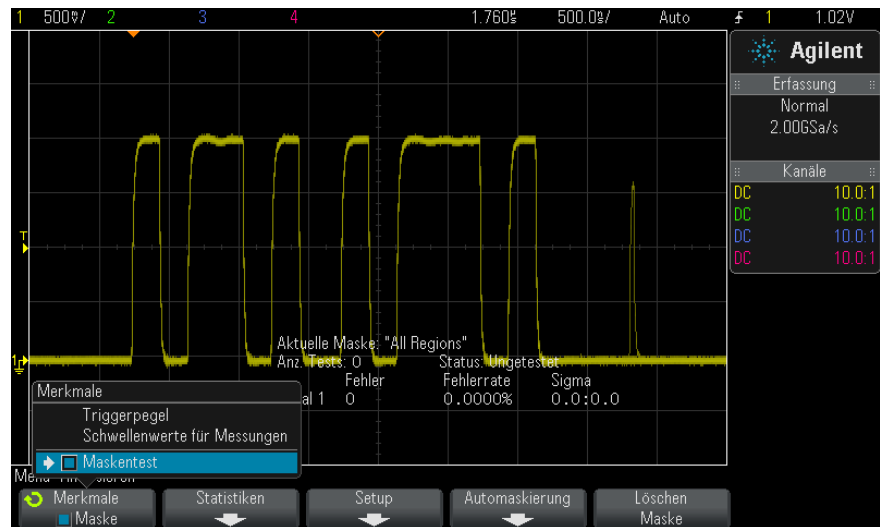 1 500㎷/ 2 3 4 1.760㎲ 500.0㎱/ Auto 1 1.02V
Agilent
Erfassung
Normal
2.00GSa/s
Kanäle
DC 10.0:1
DC 10.0:1
DC 10.0:1
DC 10.0:1
T
1
Aktuelle Maske: "All Regions"
Anz. Tests: 0 Status: Ungetestet
Fehler Fehlerrate Sigma
al 1 0 0.0000% 0.0:0.0
Merkmale
Triggerpegel
Schwellenwerte für Messungen
Maskentest
Merkmale Statistiken Setup Automaskierung Löschen
Maske Maske